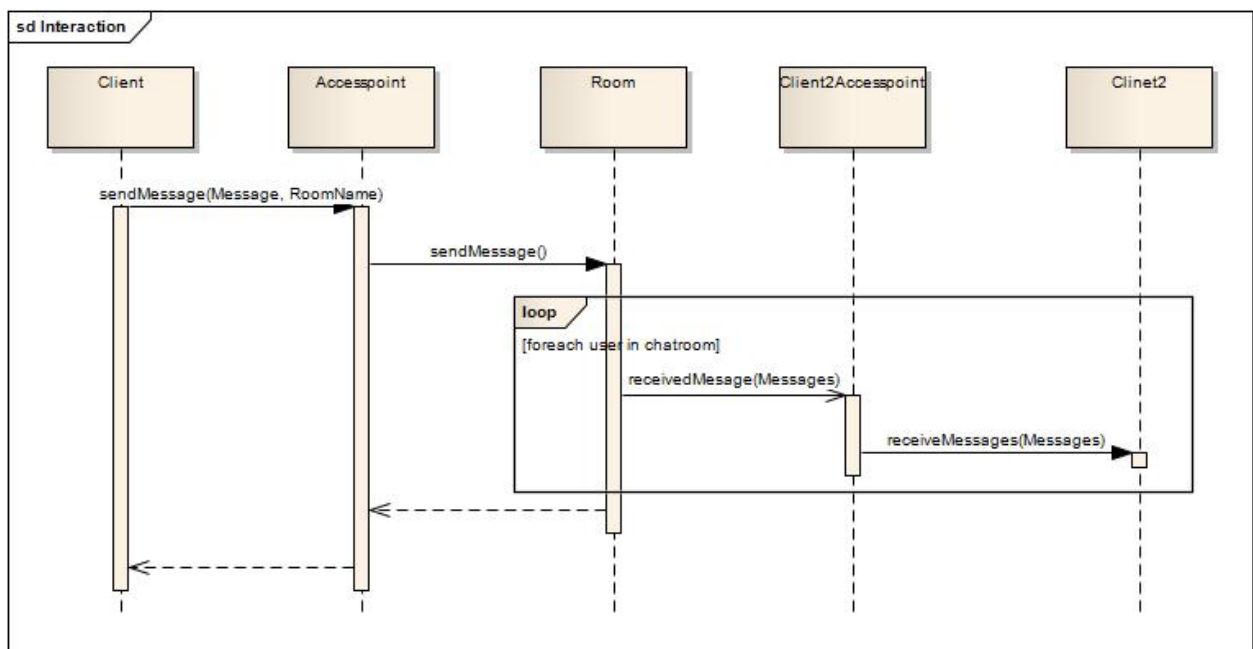 sd Interaction
Client
Accesspoint
Room
Client2Accesspoint
Clinet2
sendMessage(Message, RoomName)
sendMessage()
loop
[foreach user in chatroom]
receivedMesage(Messages)
receiveMessages(Messages)